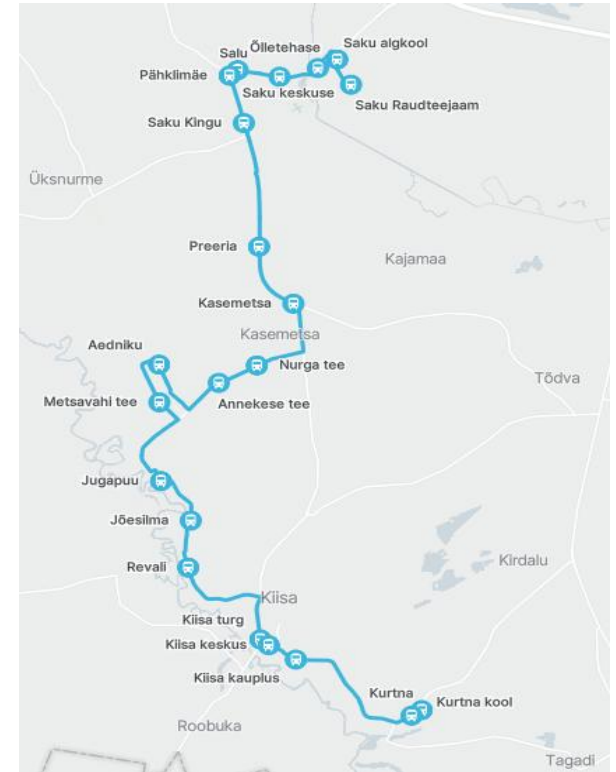 Saku algkool
Õlletehase
Salu
Pähklimäe
Saku keskuse
Saku Raudteejaam
Saku Kingu
Üksnurme
Preeria
Kajamaa
Kasemetsa
Kasemetsa
Aedniku
Nurga tee
Tõdva
Metsavahi tee
Annekese tee
Jugapuu
Jõesilma
Kirdalu
Revali
Kiisa
Kiisa turg
Kiisa keskus
Kiisa kauplus
Kurtna
Kurtna kool
Roobuka
Tagadi